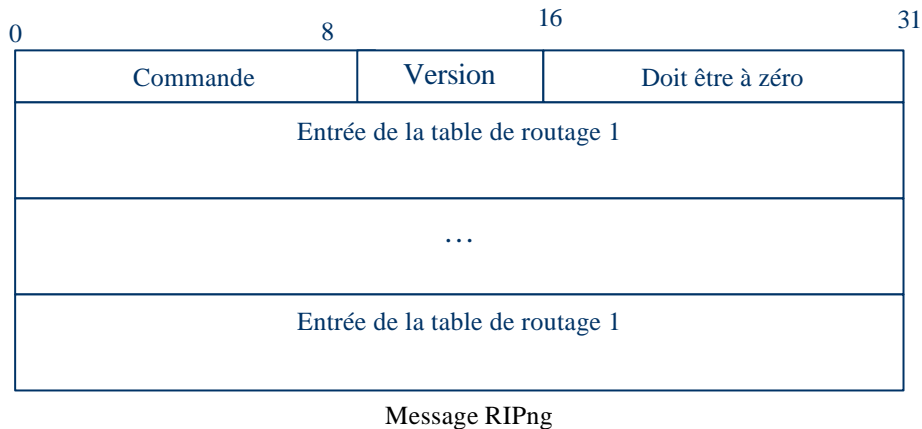 0 8 16 31
Commande Version Doit être à zéro
Entrée de la table de routage 1
…
Entrée de la table de routage 1
Message RIPng